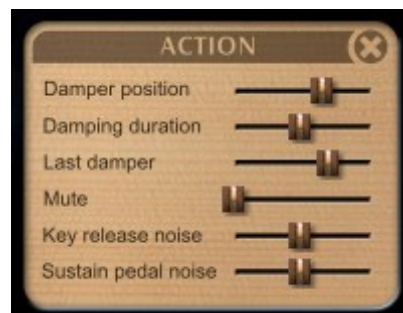 ACTION
Damper position
Damping duration
Last damper
Mute
Key release noise
Sustain pedal noise